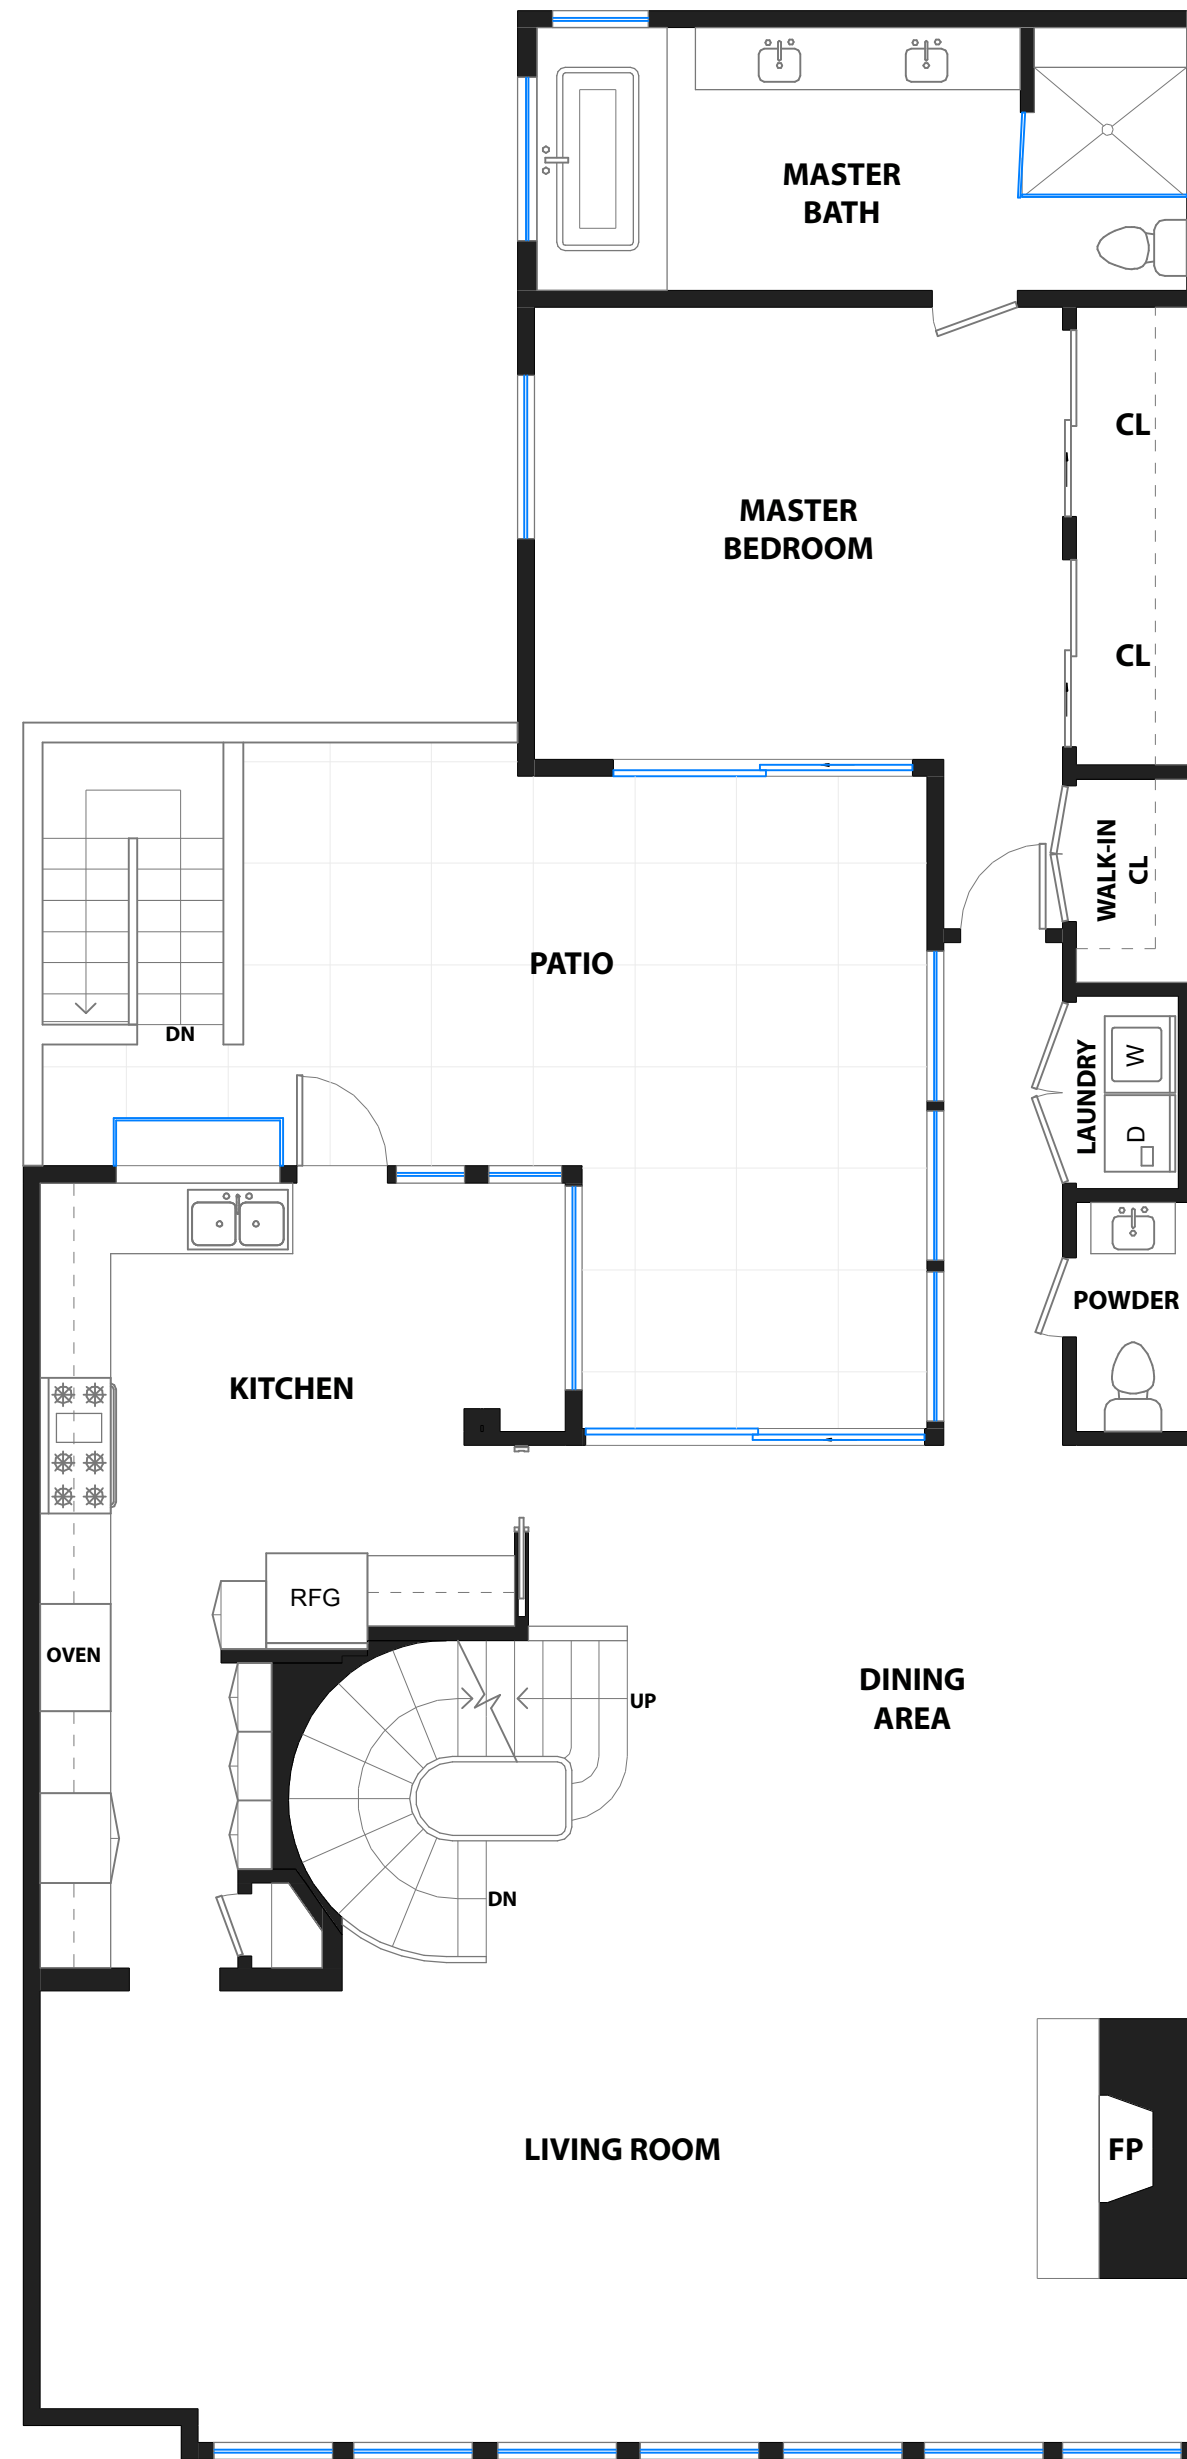 MASTER
BATH
CL
MASTER
BEDROOM
CL
WALK-IN
CL
PATIO
DN
LAUNDRY
W
D
POWDER
KITCHEN
RFG
OVEN
UP
DINING
AREA
DN
LIVING ROOM
FP